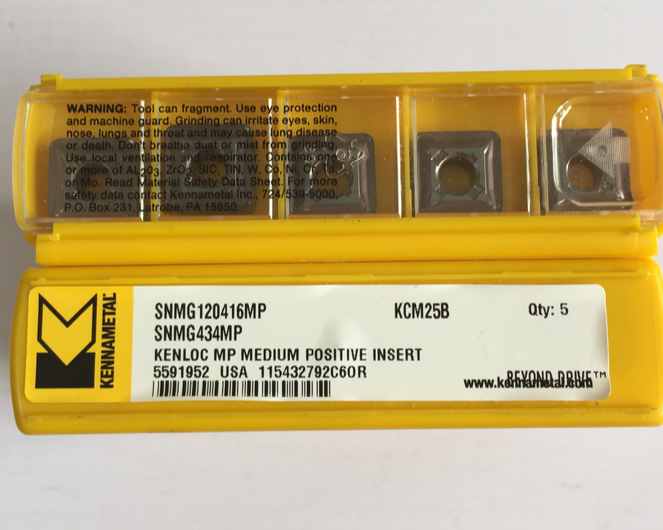 WARNING: Tool can fragment. Use eye protection
and machine guard. Grinding can irritate eyes, skin,
nose, lungs and throat and may cause lung disease
or death. Don't breathe dust or mist from grinding.
Use local ventilation and respirator. Contains one
or more of AL2O3, ZrO2, SIC, TIN, W, Co, Ni, Cr, Ta
or Mo. Read Material Safety Data Sheet. For more
safety data contact Kennametal Inc., 724/539-5000,
P.O. Box 231, Latrobe, PA 15650.
KENNAMETAL
SNMG120416MP KCM25B Qty: 5
SNMG434MP
KENLOC MP MEDIUM POSITIVE INSERT
5591952 USA 115432792C60R
BEYOND DRIVE™
www.kennametal.com